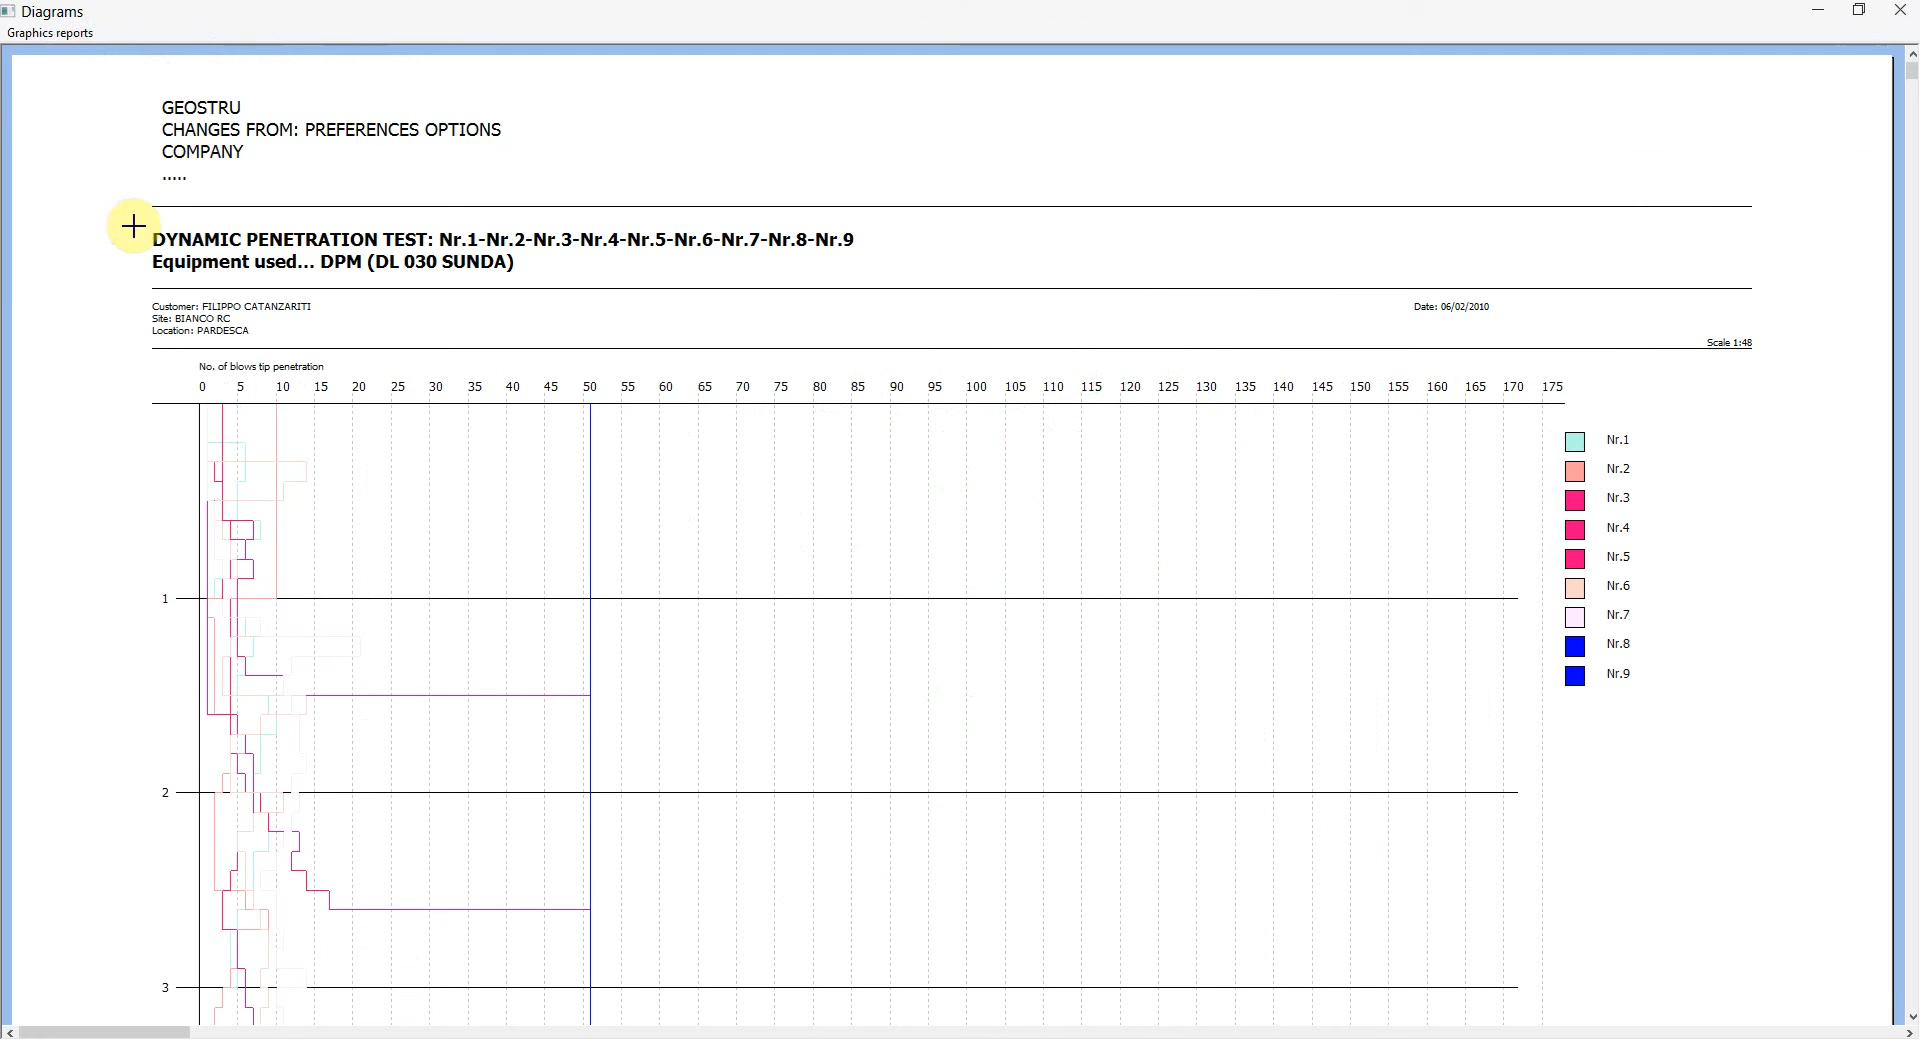 Diagrams
Graphics reports
GEOSTRU
CHANGES FROM: PREFERENCES OPTIONS
COMPANY
.....
DYNAMIC PENETRATION TEST: Nr.1-Nr.2-Nr.3-Nr.4-Nr.5-Nr.6-Nr.7-Nr.8-Nr.9
Equipment used... DPM (DL 030 SUNDA)
Customer: FILIPPO CATANZARITI
Date: 06/02/2010
Site: BIANCO RC
Location: PARDESCA
Scale 1:48
No. of blows tip penetration
0 5 10 15 20 25 30 35 40 45 50 55 60 65 70 75 80 85 90 95 100 105 110 115 120 125 130 135 140 145 150 155 160 165 170 175
Nr.1
Nr.2
Nr.3
Nr.4
Nr.5
Nr.6
Nr.7
Nr.8
Nr.9
1
2
3